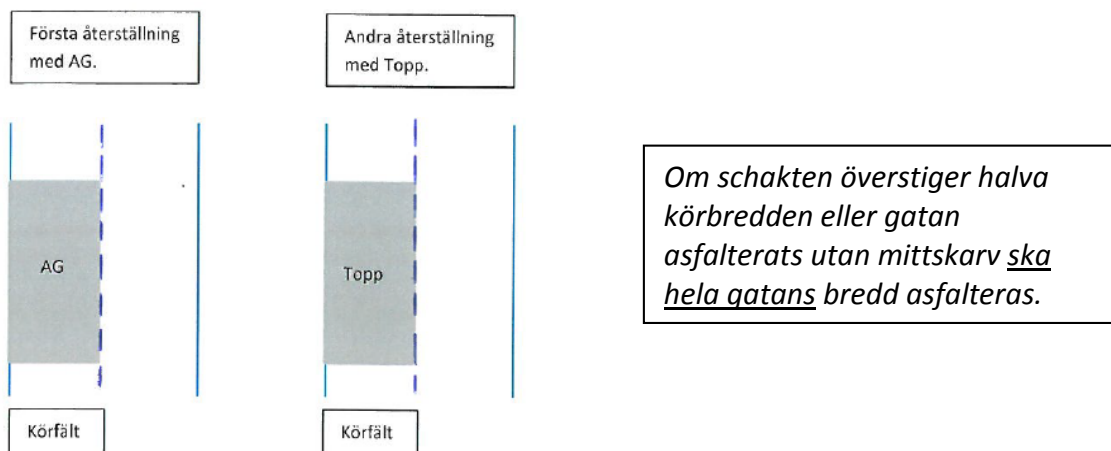 Första återställning
med AG.
Andra återställning
med Topp.
AG
Topp
Om schakten överstiger halva
körbredden eller gatan
asfalterats utan mittskarv ska
hela gatans bredd asfalteras.
Körfält
Körfält